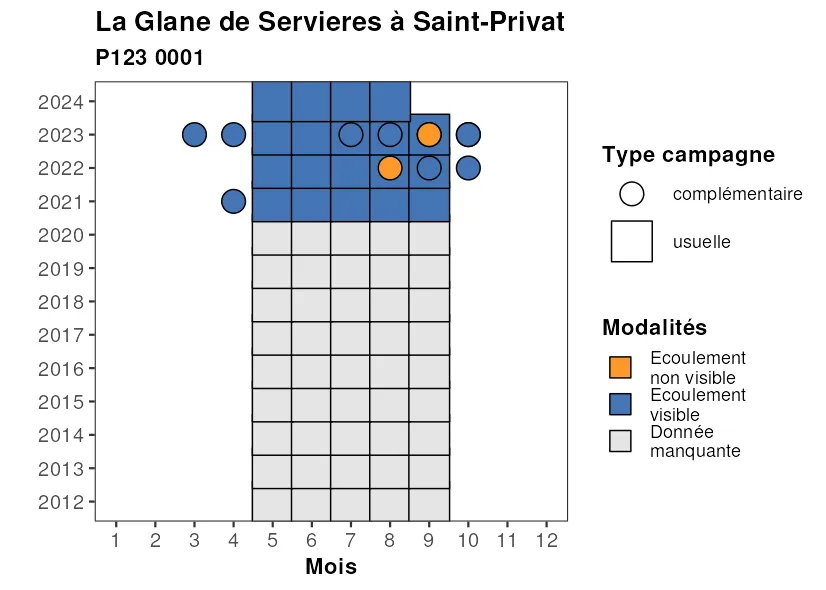 La Glane de Servieres à Saint-Privat
P123 0001
2024
2023
2022
2021
2020
2019
2018
2017
2016
2015
2014
2013
2012
1 2 3 4 5 6 7 8 9 10 11 12
Mois
Type campagne
complémentaire
usuelle
Modalités
Ecoulement
non visible
Ecoulement
visible
Donnée
manquante